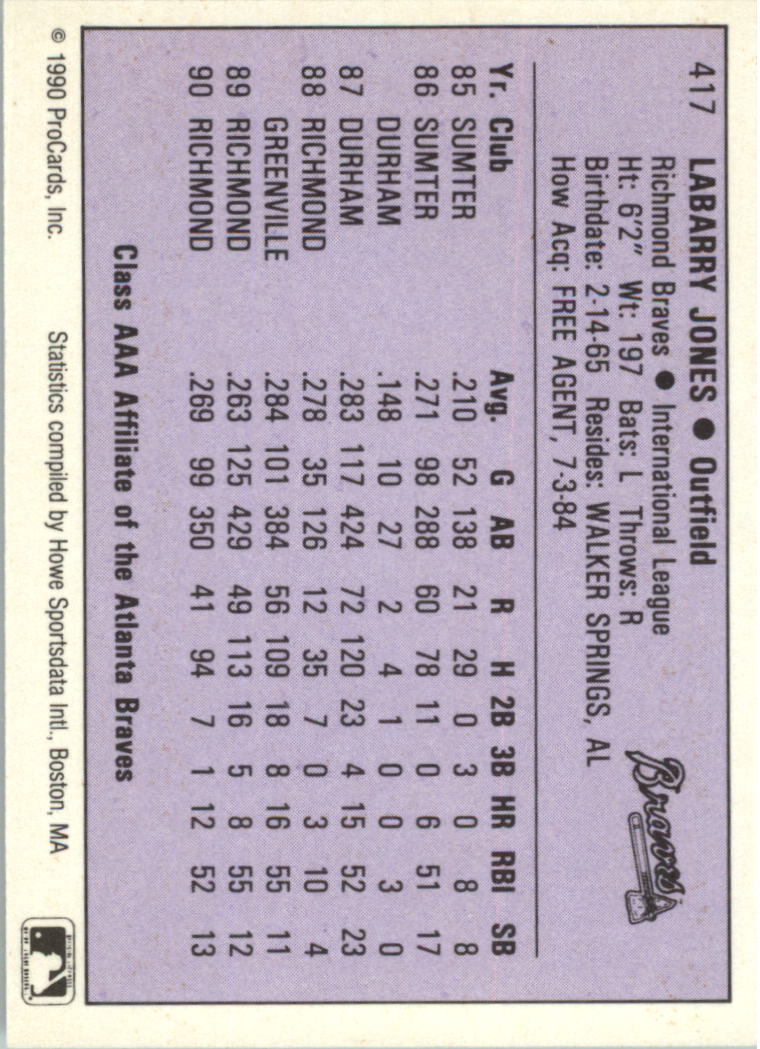 417 LABARRY JONES ● Outfield
Richmond Braves ● International League
Ht: 6'2" Wt: 197 Bats: L Throws: R
Birthdate: 2-14-65 Resides: WALKER SPRINGS, AL
How Acq: FREE AGENT, 7-3-84
Braves
Yr. Club Avg. G AB R H 2B 3B HR RBI SB
85 SUMTER .210 52 138 21 29 0 3 0 8 8
86 SUMTER .271 98 288 60 78 11 0 6 51 17
DURHAM .148 10 27 2 4 1 0 0 3 0
87 DURHAM .283 117 424 72 120 23 4 15 52 23
88 RICHMOND .278 35 126 12 35 7 0 3 10 4
GREENVILLE .284 101 384 56 109 18 8 16 55 11
89 RICHMOND .263 125 429 49 113 16 5 8 55 12
90 RICHMOND .269 99 350 41 94 7 1 12 52 13
Class AAA Affiliate of the Atlanta Braves
© 1990 ProCards, Inc. Statistics compiled by Howe Sportsdata Intl., Boston, MA